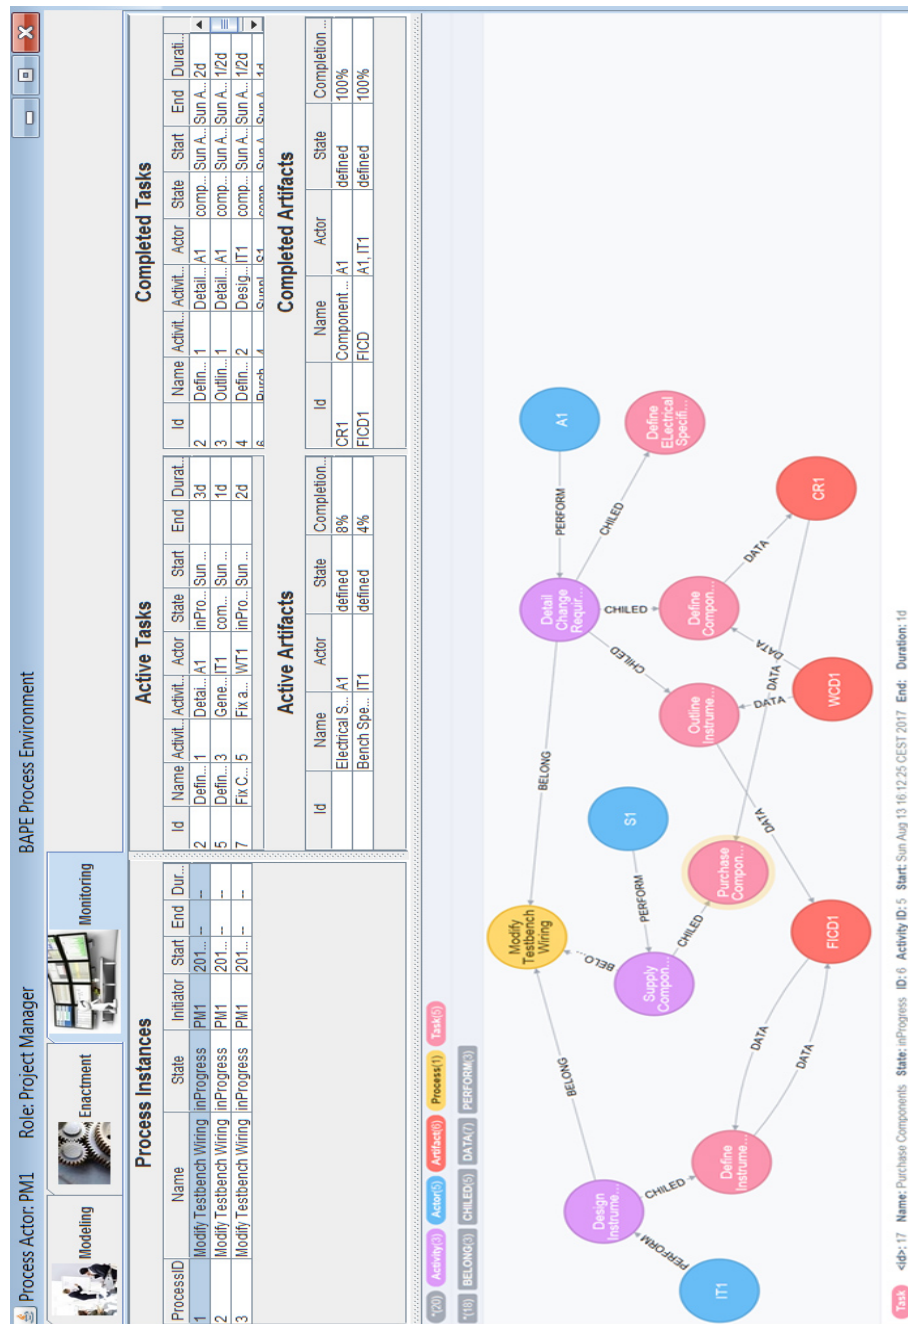 Process Actor: PM1 Role: Project Manager BAPE Process Environment
Modeling Enactment Monitoring
Process Instances
ProcessID Name State Initiator Start End Dur...
1 Modify Testbench Wiring inProgress PM1 201... -- --
2 Modify Testbench Wiring inProgress PM1 201... -- --
3 Modify Testbench Wiring inProgress PM1 201... -- --
Active Tasks
Id Name Activit... Activit... Actor State Start End Durat...
2 Defin... 1 Detai... A1 inPro... Sun ... 3d
5 Defin... 3 Gene... IT1 com... Sun ... 1d
7 Fix C... 5 Fix a... WT1 inPro... Sun ... 2d
Active Artifacts
Id Name Actor State Completion...
Electrical S... A1 defined 8%
Bench Spe... IT1 defined 4%
Completed Tasks
Id Name Activit... Activit... Actor State Start End Durati...
2 Defin... 1 Detail... A1 comp... Sun A... Sun A... 2d
3 Outlin... 1 Detail... A1 comp... Sun A... Sun A... 1/2d
4 Defin... 2 Desig... IT1 comp... Sun A... Sun A... 1/2d
6 Purch... 4 Suppl... S1 comp... Sun A... Sun A... 1d
Completed Artifacts
Id Name Actor State Completion
CR1 Component ... A1 defined 100%
FICD1 FICD A1, IT1 defined 100%
*(20) Activity(3) Actor(5) Artifact(6) Process(1) Task(5)
*(18) BELONG(3) CHILED(5) DATA(7) PERFORM(3)
IT1
PERFORM
Design
Instrume...
BELONG
CHILED
Define
Instrume...
DATA
DATA
FICD1
Modify
Testbench
Wiring
BELO...
Supply
Compon...
CHILED
PERFORM
S1
Purchase
Compon...
BELONG
DATA
Outline
Instrume...
CHILED
Detail
Change
Requir...
PERFORM
A1
CHILED
CHILED
Define
ELectrical
Specifi...
Define
Compon...
DATA
DATA
DATA
DATA
WCD1
CR1
Task <id>: 17 Name: Purchase Components State: inProgress ID: 6 Activity ID: 5 Start: Sun Aug 13 16:12:25 CEST 2017 End: Duration: 1d